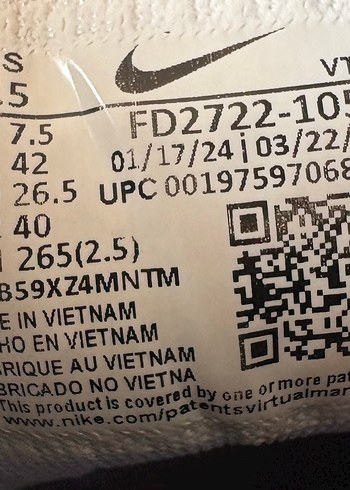 S VT
.5
7.5 FD2722-105
42 01/17/24 | 03/22/
26.5 UPC 00197597068
40
265(2.5)
B59XZ4MNTM
E IN VIETNAM
HO EN VIETNAM
RIQUE AU VIETNAM
BRICADO NO VIETNA
This product is covered by one or more pat
www.nike.com/patentsvirtualmar